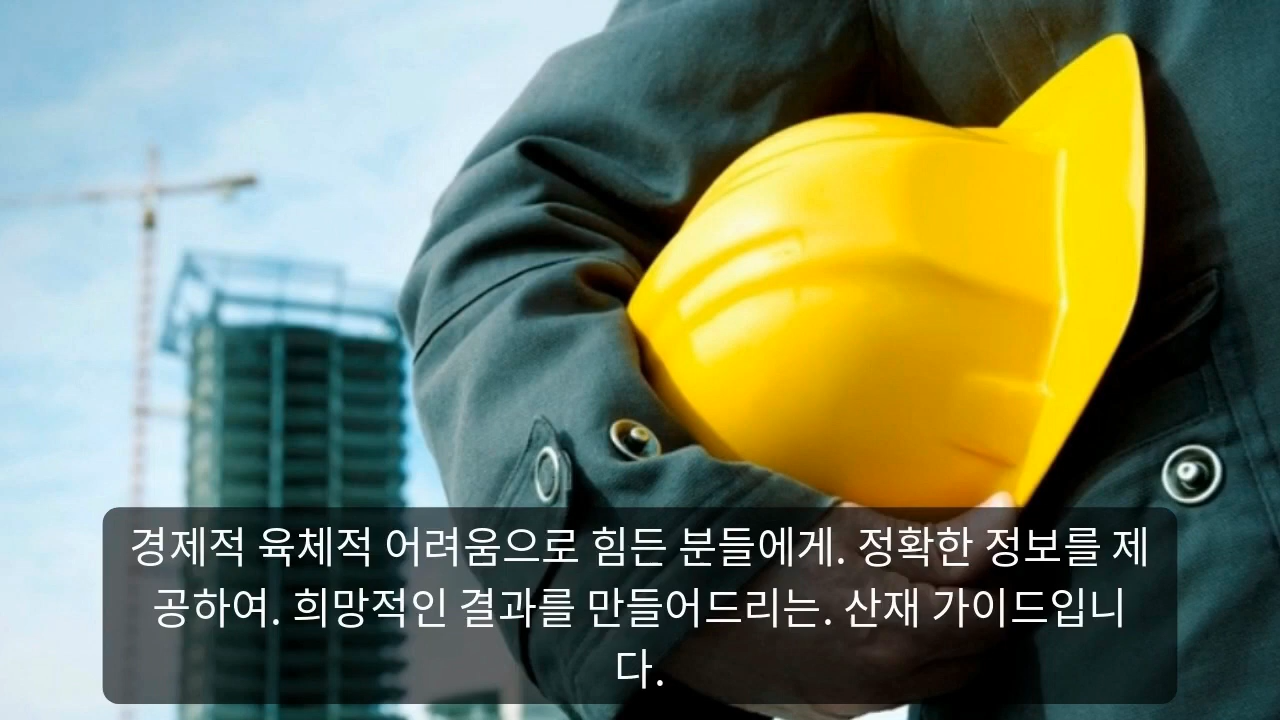 경제적 육체적 어려움으로 힘든 분들에게. 정확한 정보를 제
공하여. 희망적인 결과를 만들어드리는. 산재 가이드입니
다.